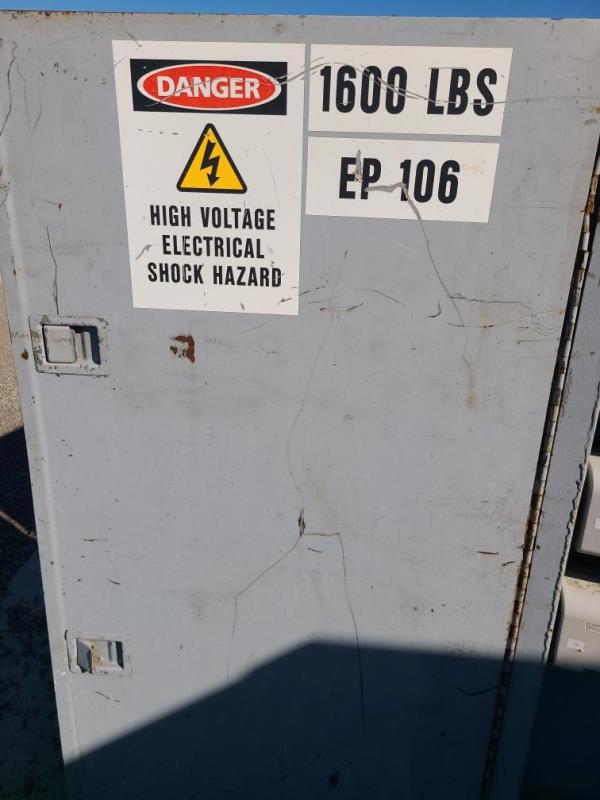 DANGER
HIGH VOLTAGE
ELECTRICAL
SHOCK HAZARD
1600 LBS
EP 106